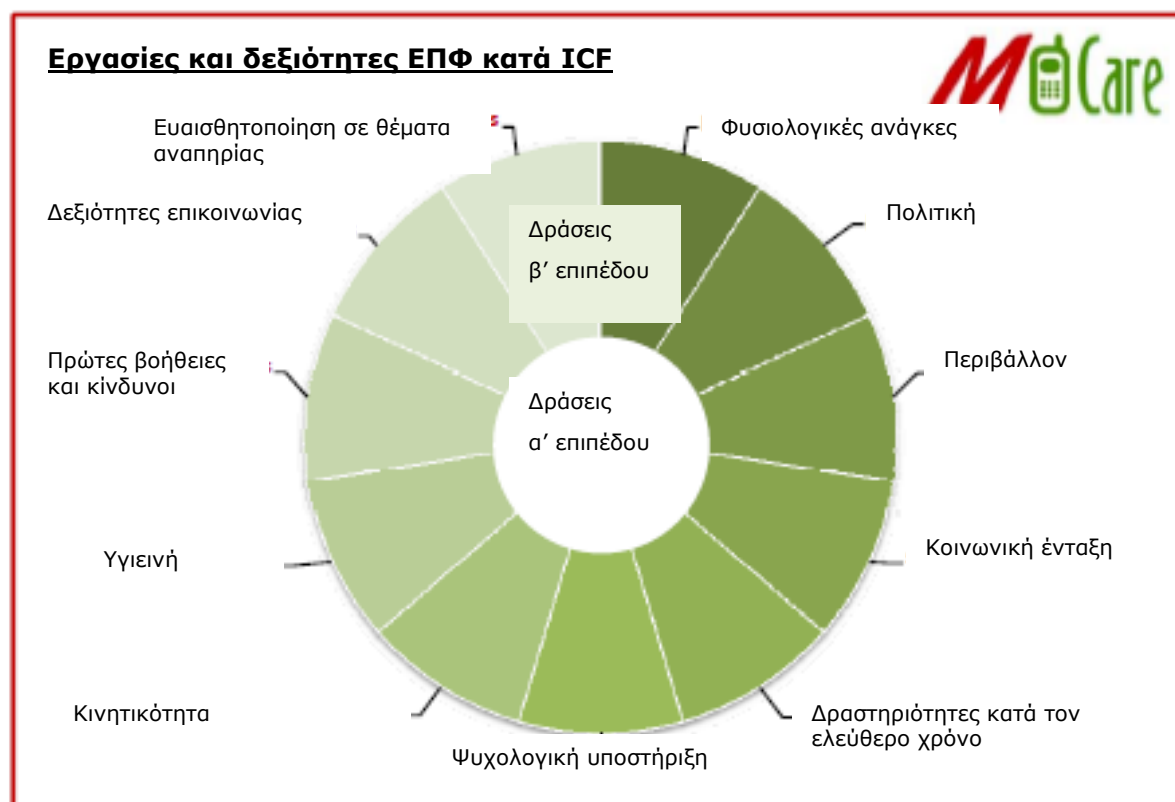 Εργασίες και δεξιότητες ΕΠΦ κατά ICF
MCare
Ευαισθητοποίηση σε θέματα
αναπηρίας
Φυσιολογικές ανάγκες
Δεξιότητες επικοινωνίας
Πολιτική
Δράσεις
β’ επιπέδου
Πρώτες βοήθειες
και κίνδυνοι
Περιβάλλον
Δράσεις
α’ επιπέδου
Υγιεινή
Κοινωνική ένταξη
Κινητικότητα
Δραστηριότητες κατά τον
ελεύθερο χρόνο
Ψυχολογική υποστήριξη